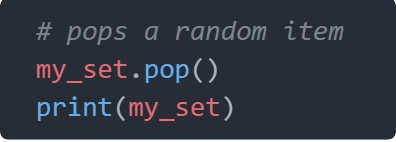 # pops a random item
my_set.pop()
print(my_set)